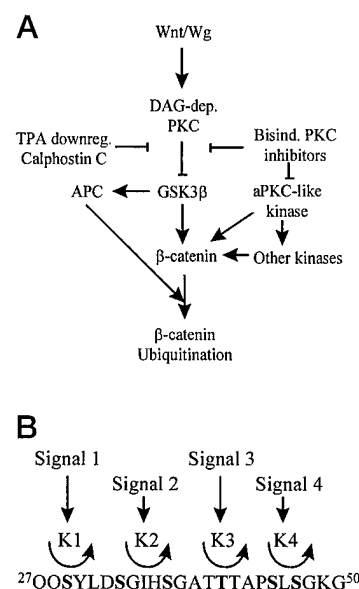 A
Wnt/Wg
DAG-dep.
PKC
TPA downreg.
Calphostin C
Bisind. PKC
inhibitors
APC
GSK3β
aPKC-like
kinase
β-catenin
Other kinases
β-catenin
Ubiquitination
B
Signal 1
Signal 3
Signal 2
Signal 4
K1
K2
K3
K4
27OOSYLDSGIHSGATTTAPSLSGKG50